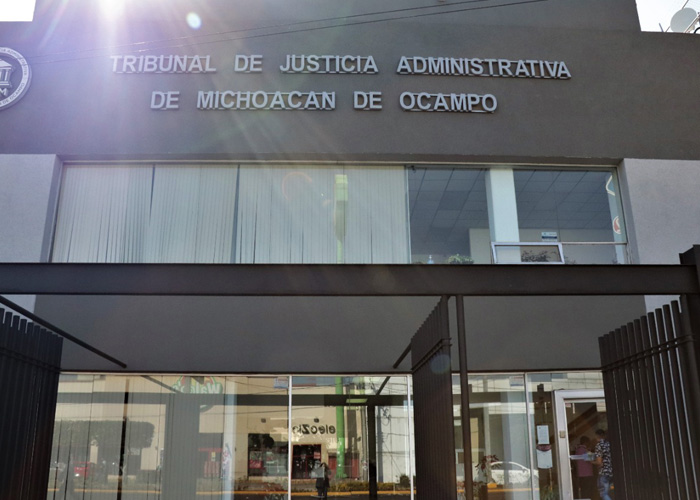 TRIBUNAL DE JUSTICIA ADMINISTRATIVA
DE MICHOACAN DE OCAMPO